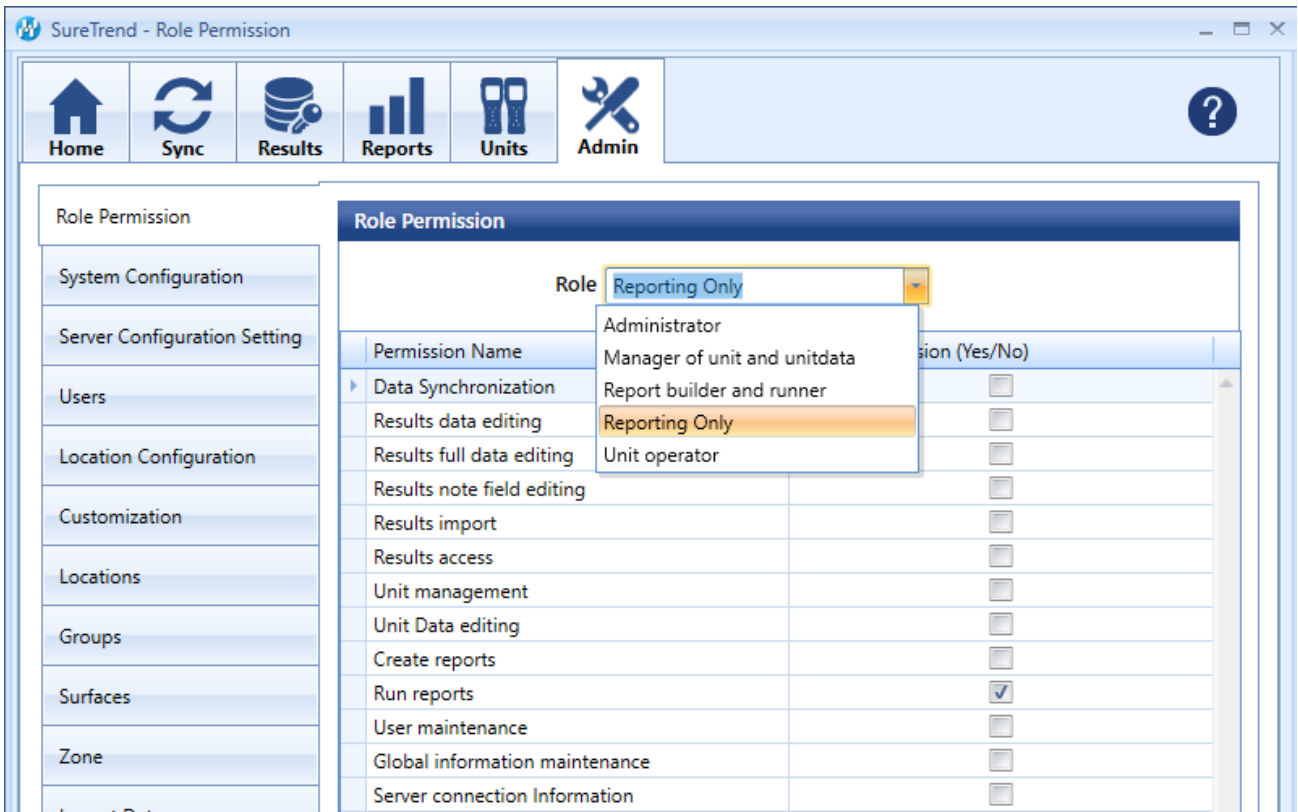 SureTrend - Role Permission
Home Sync Results Reports Units Admin
?
Role Permission
System Configuration
Server Configuration Setting
Users
Location Configuration
Customization
Locations
Groups
Surfaces
Zone
Role Permission
Role Reporting Only
Administrator
Manager of unit and unitdata
Report builder and runner
Reporting Only
Unit operator
Permission Name sion (Yes/No)
Data Synchronization
Results data editing
Results full data editing
Results note field editing
Results import
Results access
Unit management
Unit Data editing
Create reports
Run reports
User maintenance
Global information maintenance
Server connection Information